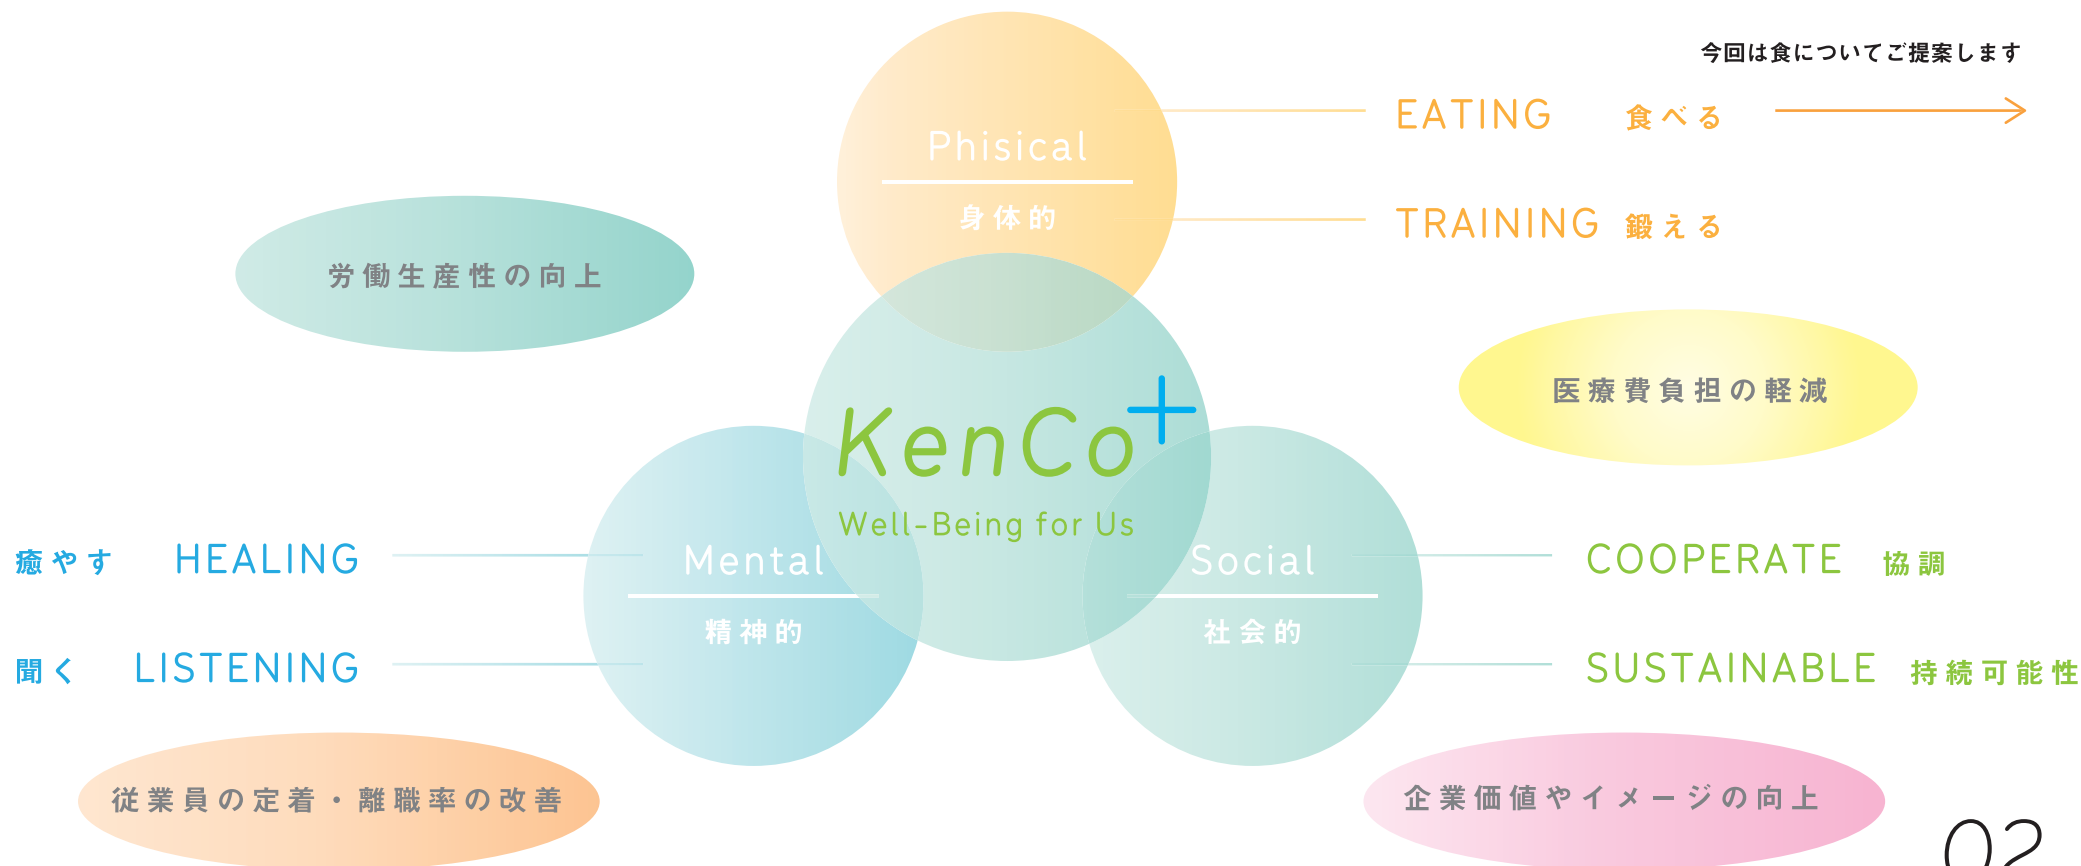 今回は食についてご提案します
EATING 食べる
Phisical
身体的
TRAINING 鍛える
労働生産性の向上
医療費負担の軽減
KenCo+
Well-Being for Us
癒やす HEALING
Mental
精神的
聞く LISTENING
Social
社会的
COOPERATE 協調
SUSTAINABLE 持続可能性
従業員の定着・離職率の改善
企業価値やイメージの向上
02